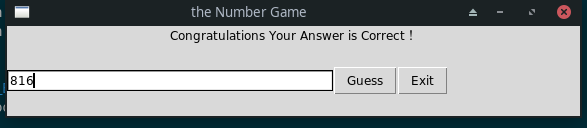 the Number Game
Congratulations Your Answer is Correct !
816 Guess Exit